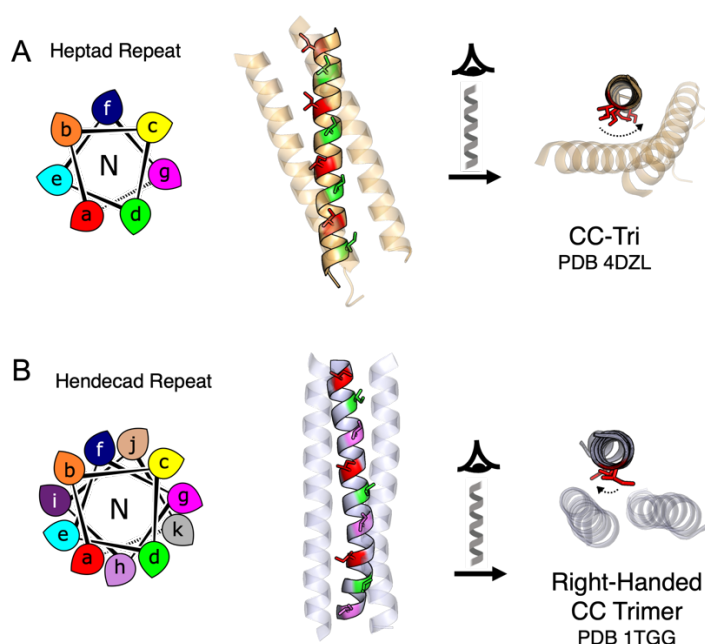 A
Heptad Repeat
f
b
c
N
e
g
a
d
CC-Tri
PDB 4DZL
B
Hendecad Repeat
f
j
b
c
i
N
g
e
k
a
h
d
Right-Handed
CC Trimer
PDB 1TGG